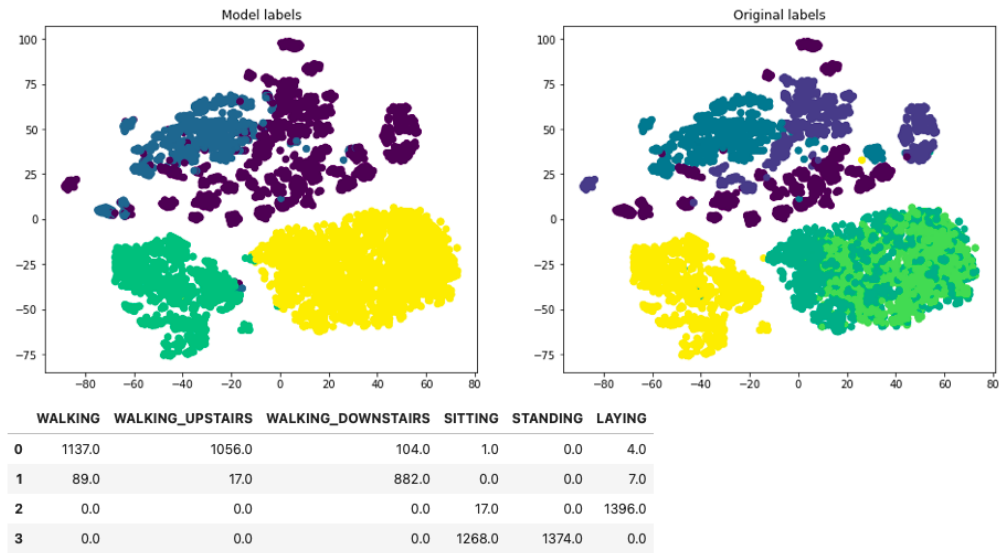 Model labels
Original labels
100
75
50
25
0
−25
−50
−75
−80 −60 −40 −20 0 20 40 60 80
100
75
50
25
0
−25
−50
−75
−80 −60 −40 −20 0 20 40 60 80
WALKING WALKING_UPSTAIRS WALKING_DOWNSTAIRS SITTING STANDING LAYING
0 1137.0 1056.0 104.0 1.0 0.0 4.0
1 89.0 17.0 882.0 0.0 0.0 7.0
2 0.0 0.0 0.0 17.0 0.0 1396.0
3 0.0 0.0 0.0 1268.0 1374.0 0.0